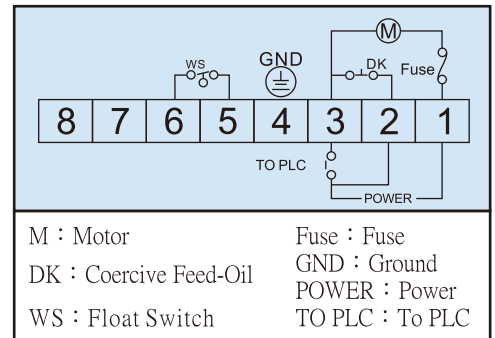 M
WS
GND
DK
Fuse
8 7 6 5 4 3 2 1
TO PLC
POWER
M：Motor
DK：Coercive Feed-Oil
WS：Float Switch
Fuse：Fuse
GND：Ground
POWER：Power
TO PLC：To PLC